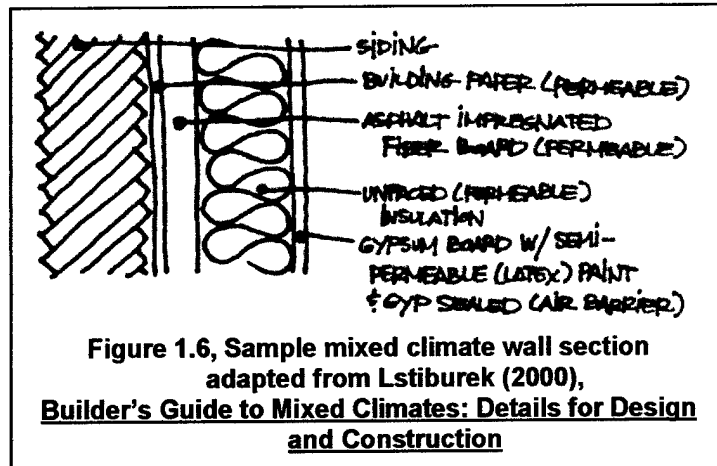 SIDING
BUILDING PAPER (PERMEABLE)
ASPHALT IMPREGNATED
FIBER BOARD (PERMEABLE)
UNFACED (PERMEABLE)
INSULATION
GYPSUM BOARD W/ SEMI-
PERMEABLE (LATEX) PAINT
& GYP SEALED (AIR BARRIER)
Figure 1.6, Sample mixed climate wall section
adapted from Lstiburek (2000),
Builder's Guide to Mixed Climates: Details for Design
and Construction